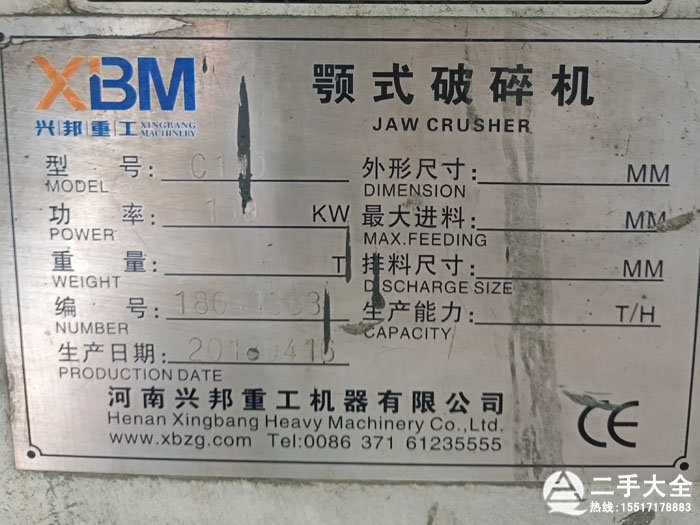 XBM
兴邦重工 XINGBANG MACHINERY
颚式破碎机
JAW CRUSHER
型 号:
MODEL
外形尺寸: MM
DIMENSION
功 率: KW
POWER
最大进料: MM
MAX.FEEDING
重 量: T
WEIGHT
排料尺寸: MM
DISCHARGE SIZE
编 号:
NUMBER
生产能力: T/H
CAPACITY
生产日期:
PRODUCTION DATE
河南兴邦重工机器有限公司
Henan Xingbang Heavy Machinery Co.,Ltd.
www.xbzg.com Tel:0086 371 61235555
CE
二手大全
热线:15517178883